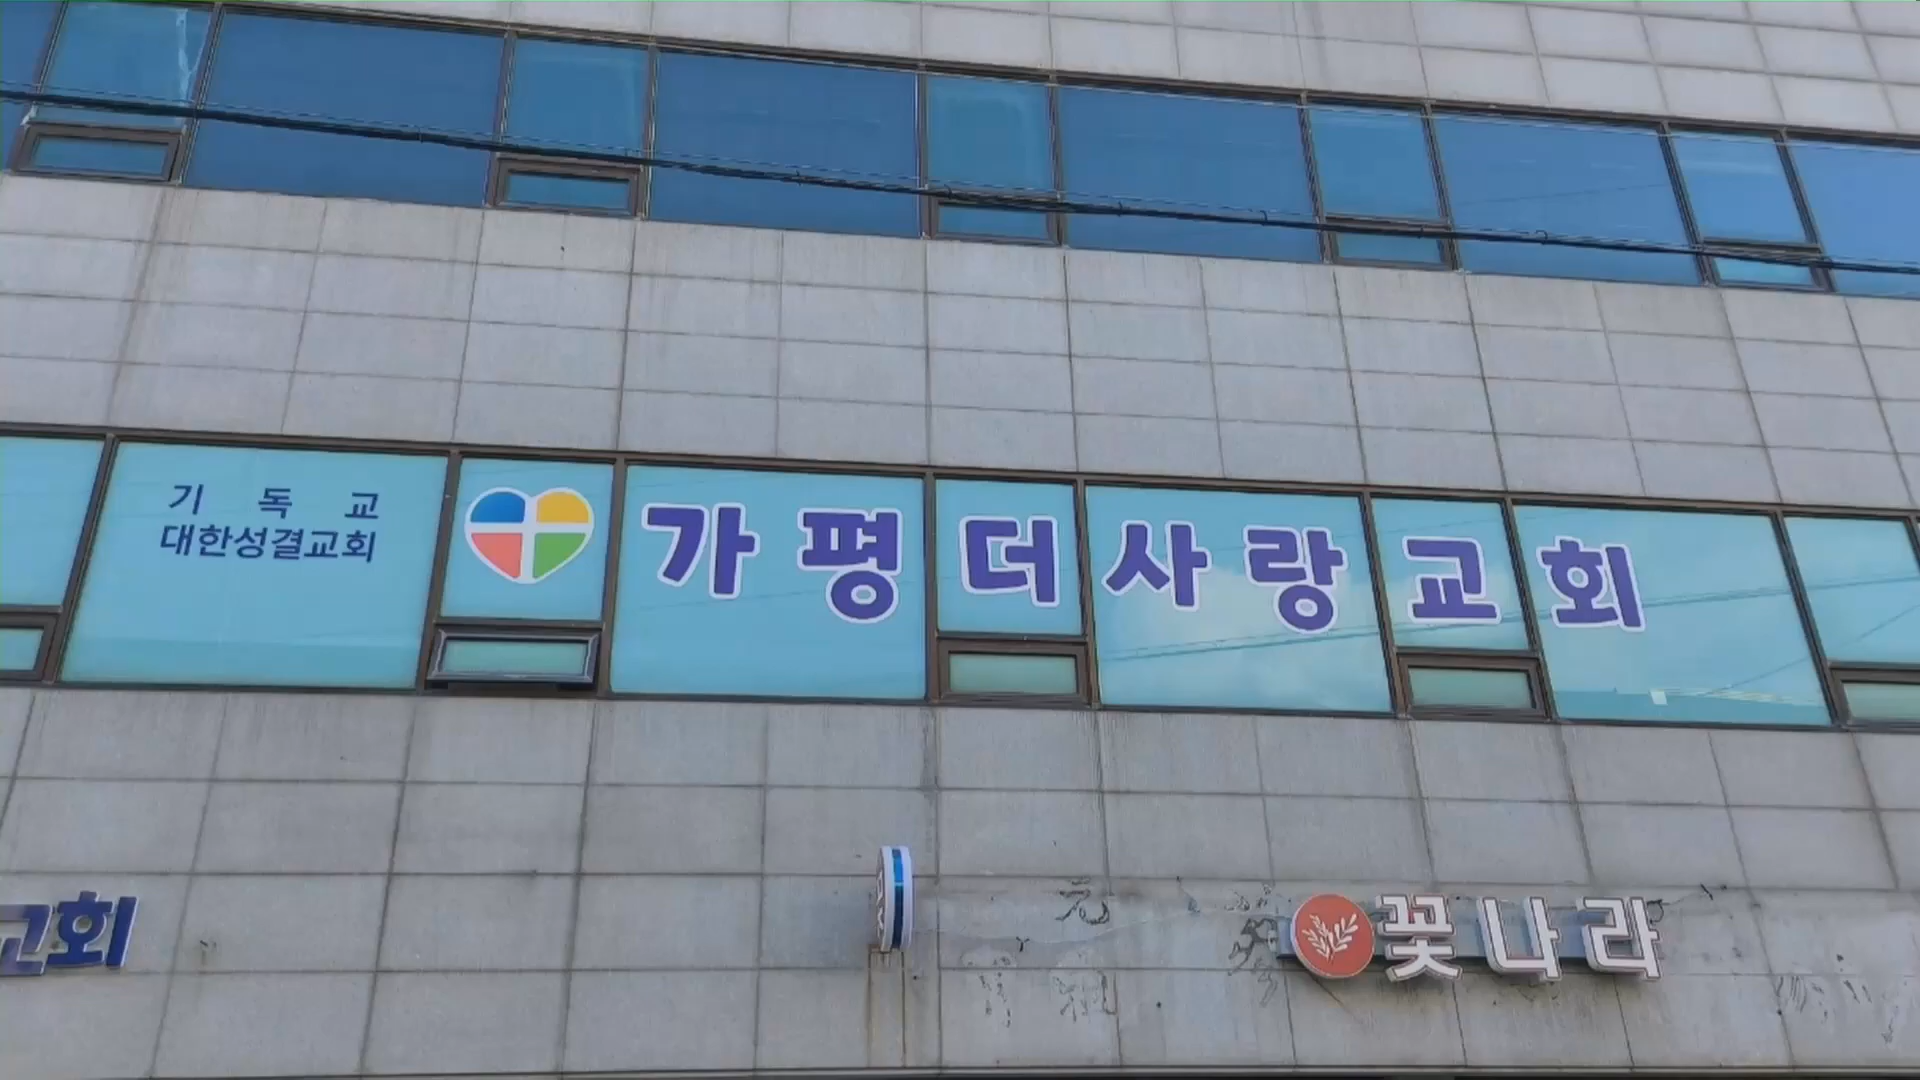 기 독 교
대한성결교회
가평더사랑교회
교회
꽃나라